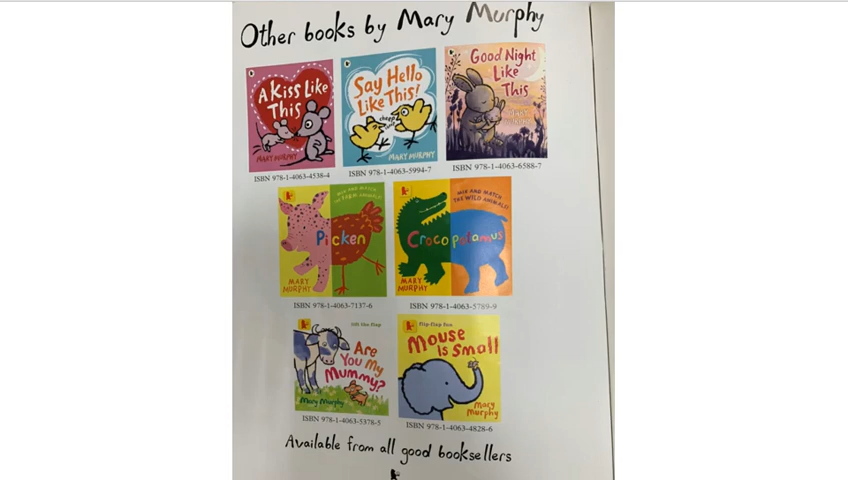 Other books by Mary Murphy
A Kiss Like
This
MARY MURPHY
Say Hello
Like This!
cheep
MARY MURPHY
Good Night
Like
This
MARY
MURPHY
ISBN 978-1-4063-4538-4
ISBN 978-1-4063-5994-7
ISBN 978-1-4063-6588-7
MIX AND MATCH
THE FARM ANIMALS!
Picken
MARY
MURPHY
MIX AND MATCH
THE WILD ANIMALS!
Crocopotamus
MARY
MURPHY
ISBN 978-1-4063-7137-6
ISBN 978-1-4063-5789-9
lift the flap
Are
You My
Mummy?
Mary Murphy
flip-flap fun
Mouse
is Small
Mary
Murphy
ISBN 978-1-4063-5378-5
ISBN 978-1-4063-4828-6
Available from all good booksellers